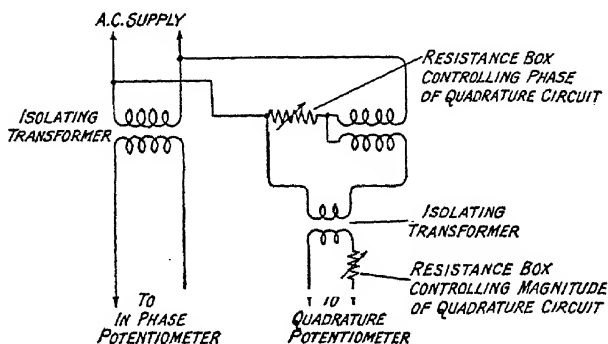 A.C. SUPPLY
RESISTANCE BOX
CONTROLLING PHASE
OF QUADRATURE CIRCUIT
ISOLATING
TRANSFORMER
ISOLATING
TRANSFORMER
RESISTANCE BOX
CONTROLLING MAGNITUDE
OF QUADRATURE CIRCUIT
TO
IN PHASE
POTENTIOMETER
TO
QUADRATURE
POTENTIOMETER